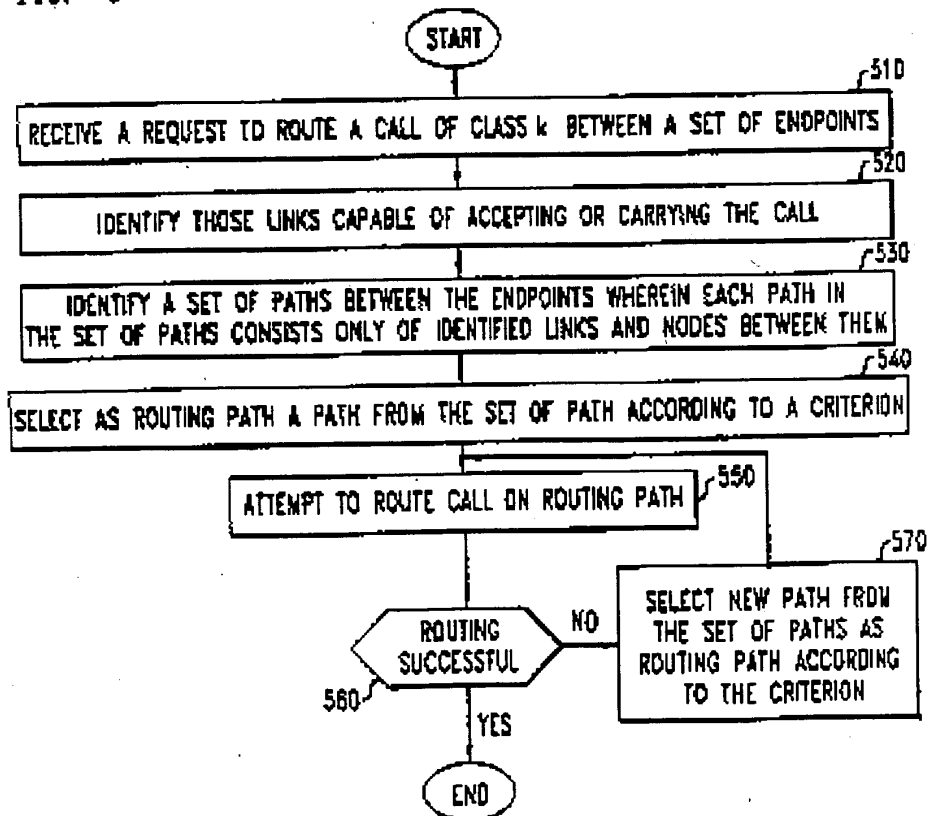 START
510
RECEIVE A REQUEST TO ROUTE A CALL OF CLASS k BETWEEN A SET OF ENDPOINTS
520
IDENTIFY THOSE LINKS CAPABLE OF ACCEPTING OR CARRYING THE CALL
530
IDENTIFY A SET OF PATHS BETWEEN THE ENDPOINTS WHEREIN EACH PATH IN
THE SET OF PATHS CONSISTS ONLY OF IDENTIFIED LINKS AND NODES BETWEEN THEM
540
SELECT AS ROUTING PATH A PATH FROM THE SET OF PATH ACCORDING TO A CRITERION
550
ATTEMPT TO ROUTE CALL ON ROUTING PATH
570
SELECT NEW PATH FROM
THE SET OF PATHS AS
ROUTING PATH ACCORDING
TO THE CRITERION
NO
ROUTING
SUCCESSFUL
560
YES
END